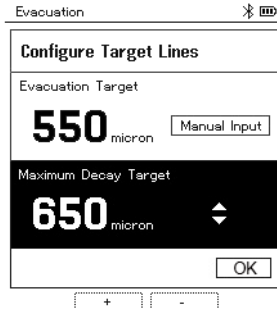 Evacuation
Configure Target Lines
Evacuation Target
550 micron
Manual Input
Maximum Decay Target
650 micron
OK
+ -